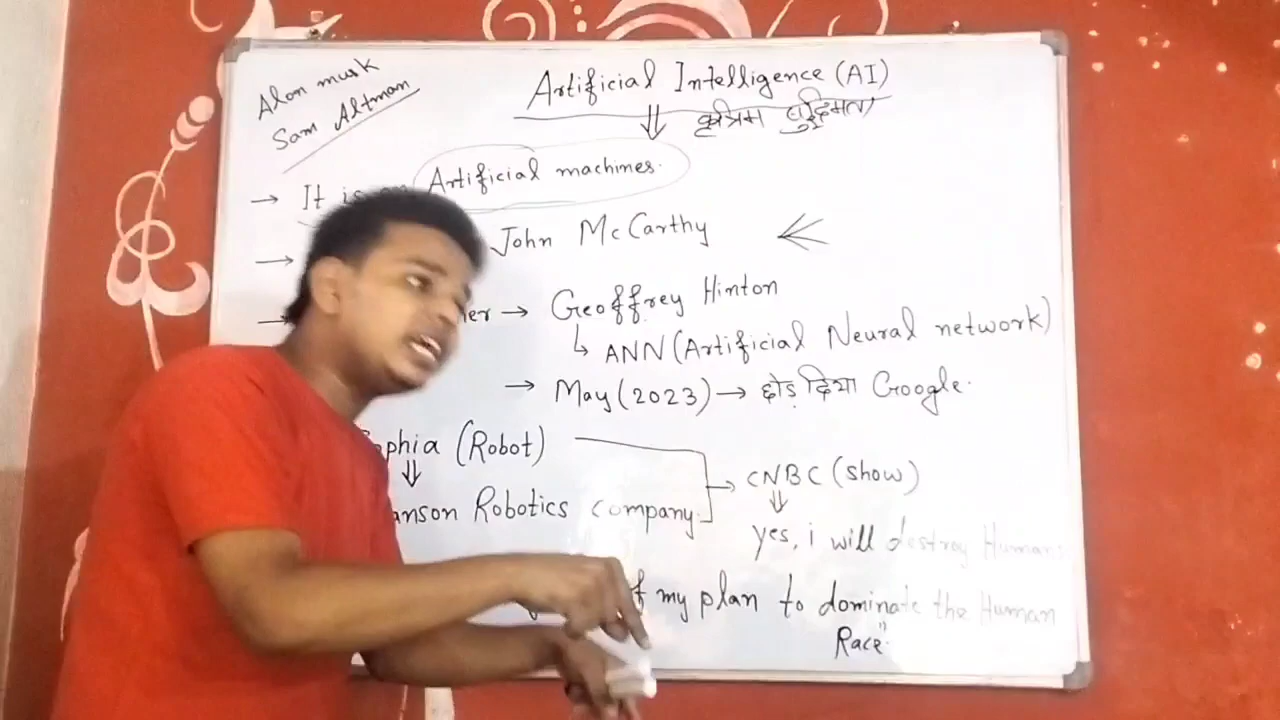 Alon musk
Sam Altman
Artificial Intelligence (AI)
कृत्रिम बुद्धिमता
→ It is an Artificial machines.
→ John McCarthy
→ → Geoffrey Hinton
ANN (Artificial Neural network)
→ May (2023) → छोड़ दिया Google.
(Robot)
Robotics company.
CNBC (show)
yes, i will destroy Humans
my plan to dominate the Human
Race"